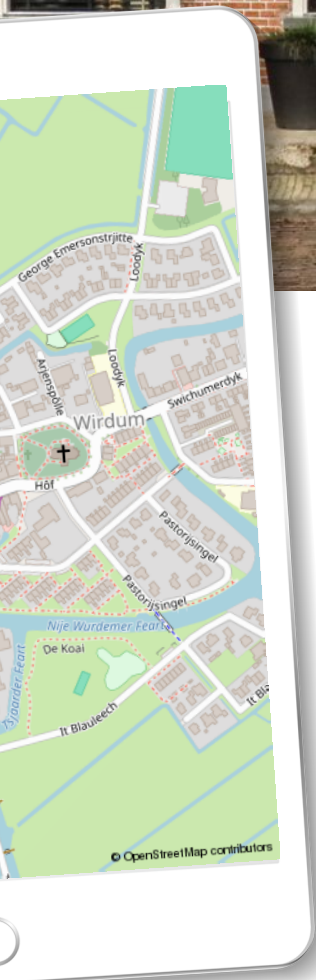 George Emersonstrjitte
Loodyk
Loodyk
Arjenspôlle
Swichumerdyk
Wirdum
Hôf
Pastorijsingel
Pastorijsingel
Nije Wurdemer Feart
De Koai
Tsjaarder Feart
It Blauleech
It Bla
© OpenStreetMap contributors